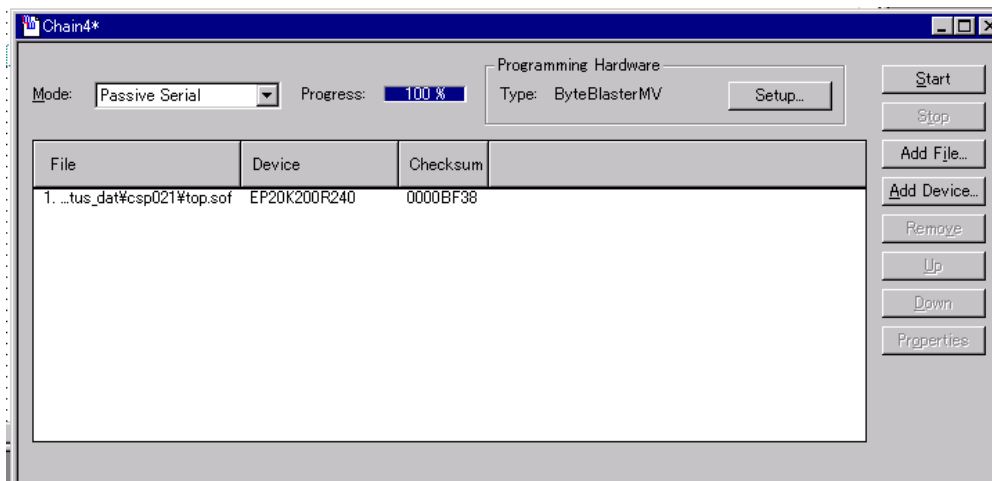 Chain4*
Programming Hardware
Mode: Passive Serial Progress: 100 % Type: ByteBlasterMV Setup... Start
Stop
Add File...
File Device Checksum
Add Device...
1. ...tus_dat¥csp021¥top.sof EP20K200R240 0000BF38
Remove
Up
Down
Properties